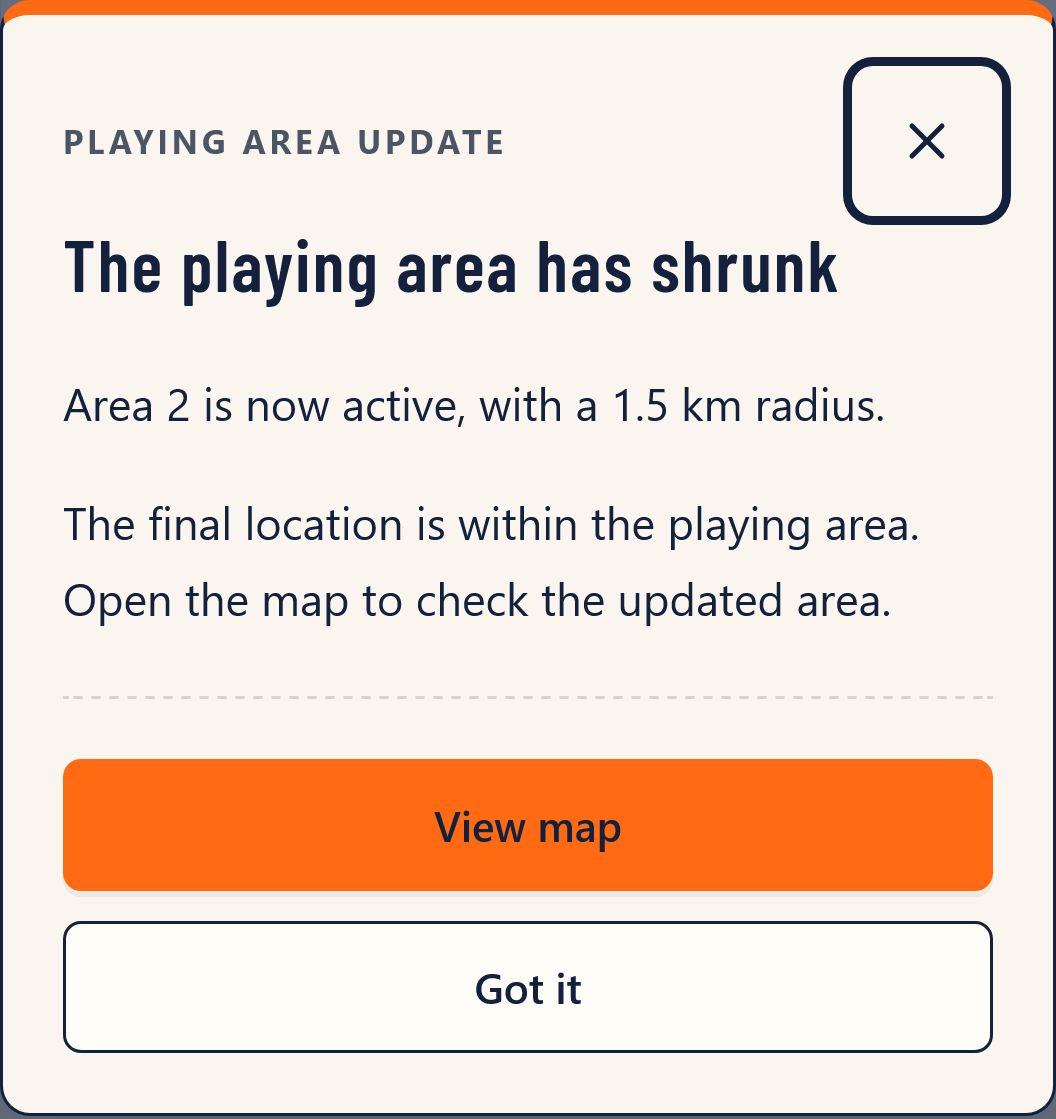 PLAYING AREA UPDATE
The playing area has shrunk
Area 2 is now active, with a 1.5 km radius.
The final location is within the playing area.
Open the map to check the updated area.
View map
Got it